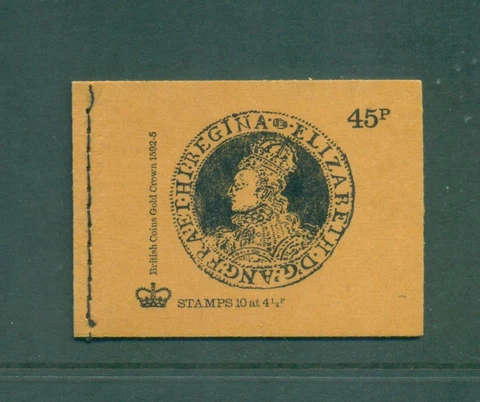 45P
British Coins Gold Crown 1592-5
ELIZABETH·D·G·ANG·FRA·ET·HI·REGINA·
STAMPS 10 at 4½P